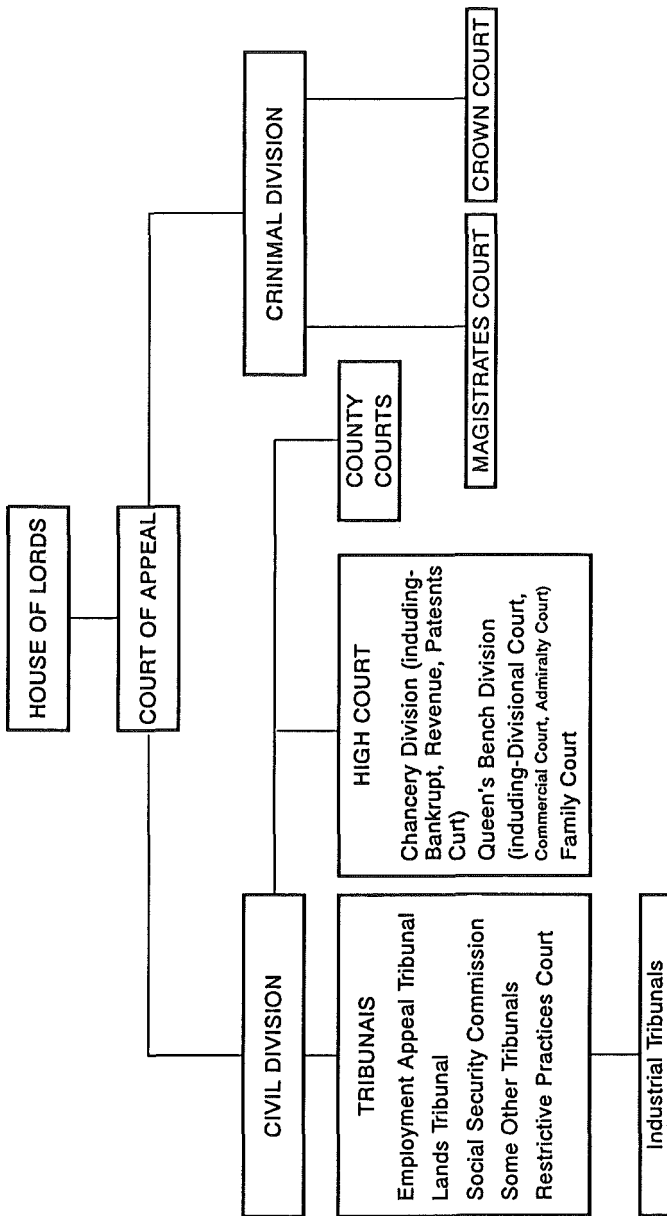 HOUSE OF LORDS
COURT OF APPEAL
CIVIL DIVISION
CRINIMAL DIVISION
TRIBUNAIS
Employment Appeal Tribunal
Lands Tribunal
Social Security Commission
Some Other Tribunals
Restrictive Practices Court
HIGH COURT
Chancery Division (induding-
Bankrupt, Revenue, Patesnts
Curt)
Queen's Bench Division
(induding-Divisional Court,
Commercial Court, Admiralty Court)
Family Court
COUNTY
COURTS
MAGISTRATES COURT
CROWN COURT
Industrial Tribunals